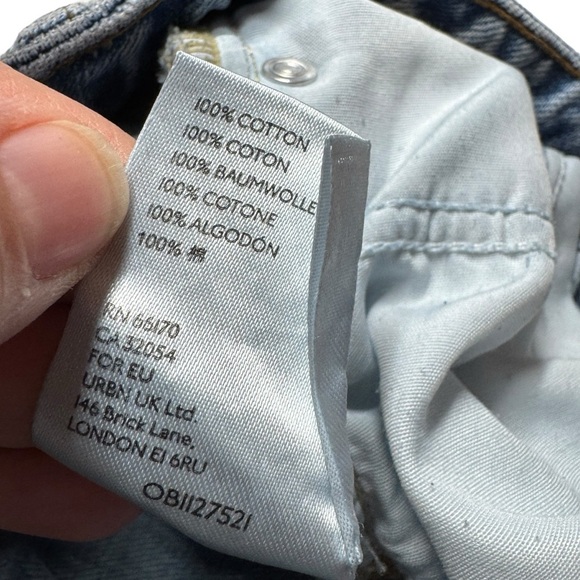 100% COTTON
100% COTON
100% BAUMWOLLE
100% COTONE
100% ALGODÓN
100% 棉
RN 66170
CA 32054
FOR EU
URBN UK Ltd.
146 Brick Lane,
LONDON E1 6RU
OB1127521